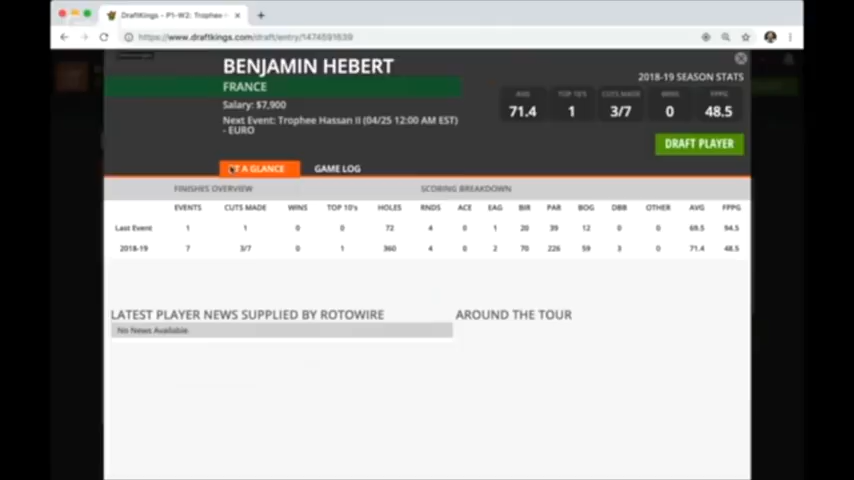 DraftKings - P1-W2: Trophee -
https://www.draftkings.com/draft/entry/1474591639
BENJAMIN HEBERT
FRANCE
Salary: $7,900
Next Event: Trophee Hassan II (04/25 12:00 AM EST)
- EURO
2018-19 SEASON STATS
AVG TOP 10'S CUTS MADE WINS FPPG
71.4 1 3/7 0 48.5
DRAFT PLAYER
AT A GLANCE GAME LOG
FINISHES OVERVIEW SCORING BREAKDOWN
EVENTS CUTS MADE WINS TOP 10's HOLES RNDS ACE EAG BIR PAR BOG DBB OTHER AVG FPPG
Last Event 1 1 0 0 72 4 0 1 20 39 12 0 0 69.5 94.5
2018-19 7 3/7 0 1 360 4 0 2 70 226 59 3 0 71.4 48.5
LATEST PLAYER NEWS SUPPLIED BY ROTOWIRE AROUND THE TOUR
No News Available